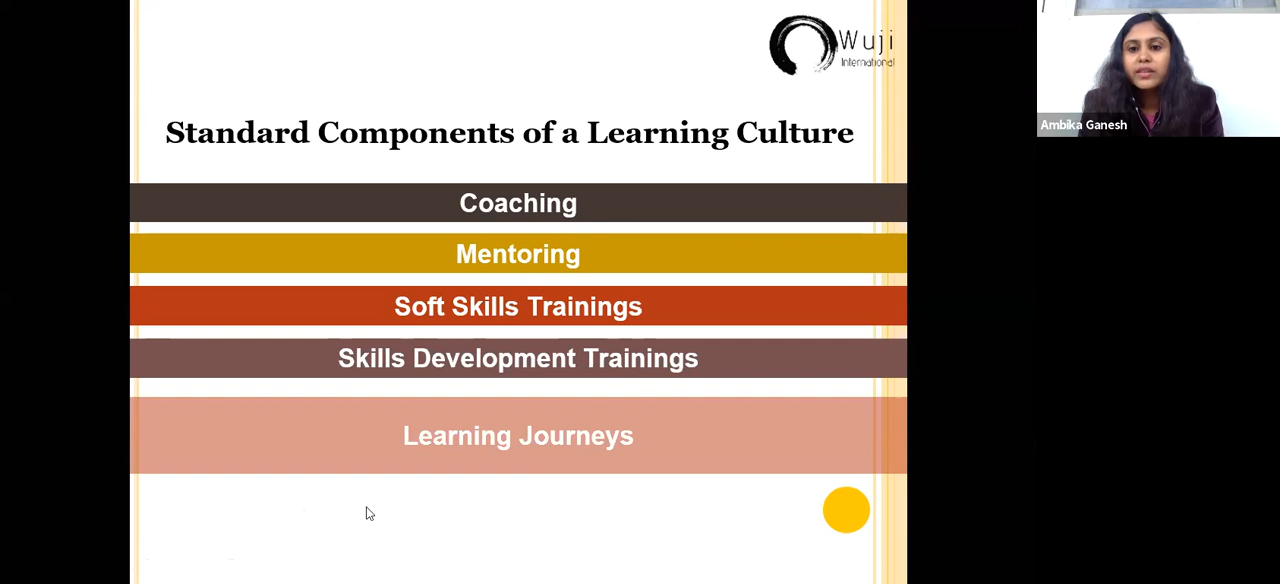 Wuji
International
Standard Components of a Learning Culture
Coaching
Mentoring
Soft Skills Trainings
Skills Development Trainings
Learning Journeys
Ambika Ganesh